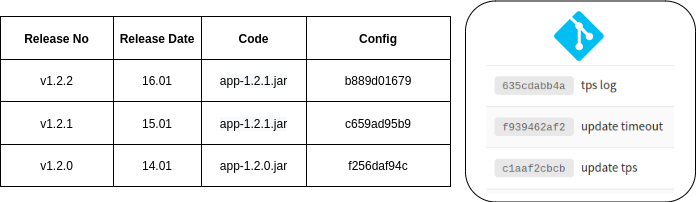 Release No Release Date Code Config
v1.2.2 16.01 app-1.2.1.jar b889d01679
v1.2.1 15.01 app-1.2.1.jar c659ad95b9
v1.2.0 14.01 app-1.2.0.jar f256daf94c
635cdabb4a tps log
f939462af2 update timeout
c1aaf2cbcb update tps